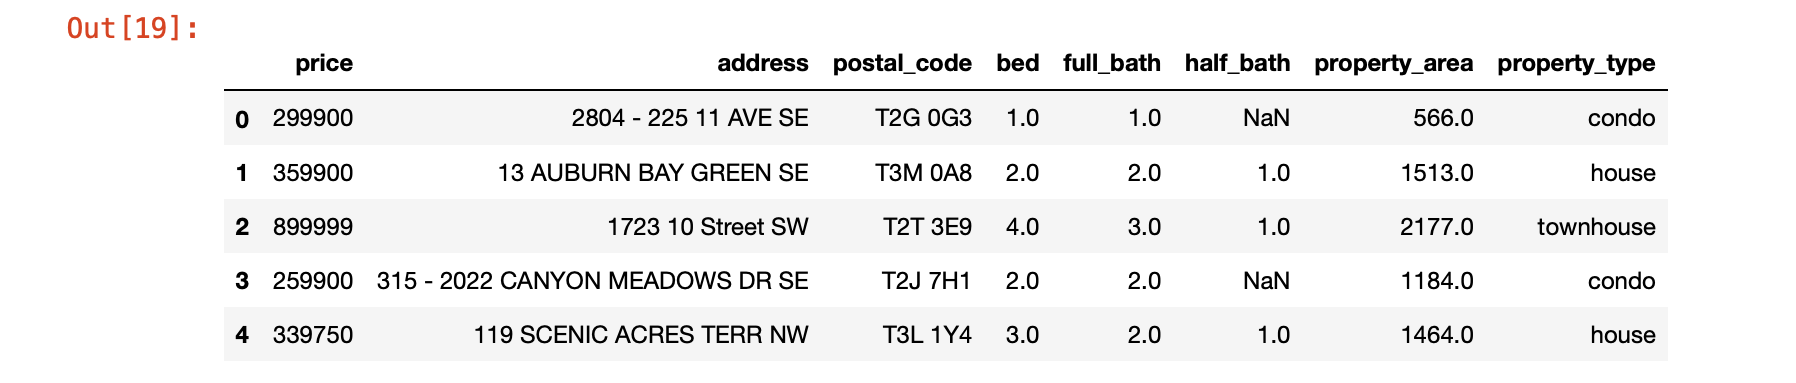 Out[19]:
price address postal_code bed full_bath half_bath property_area property_type
0 299900 2804 - 225 11 AVE SE T2G 0G3 1.0 1.0 NaN 566.0 condo
1 359900 13 AUBURN BAY GREEN SE T3M 0A8 2.0 2.0 1.0 1513.0 house
2 899999 1723 10 Street SW T2T 3E9 4.0 3.0 1.0 2177.0 townhouse
3 259900 315 - 2022 CANYON MEADOWS DR SE T2J 7H1 2.0 2.0 NaN 1184.0 condo
4 339750 119 SCENIC ACRES TERR NW T3L 1Y4 3.0 2.0 1.0 1464.0 house